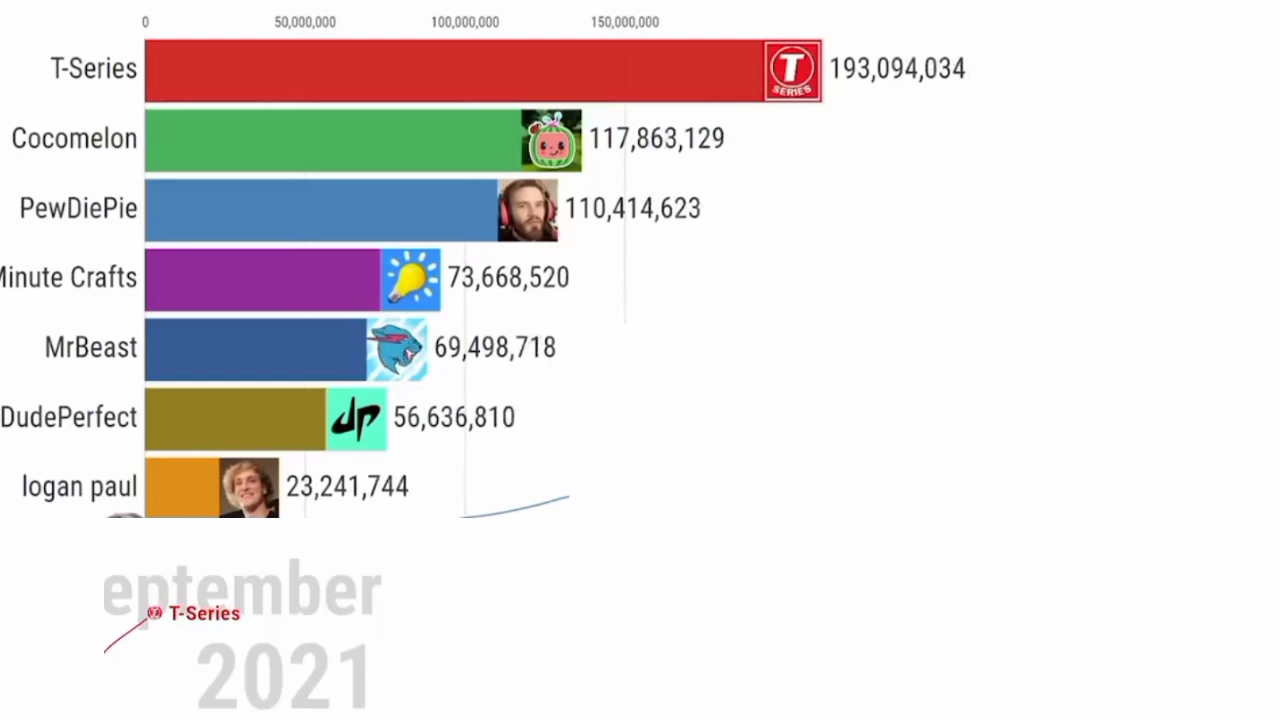 0 50,000,000 100,000,000 150,000,000
T-Series T SERIES 193,094,034
Cocomelon 117,863,129
PewDiePie 110,414,623
Minute Crafts 73,668,520
MrBeast 69,498,718
DudePerfect dp 56,636,810
logan paul 23,241,744
eptember
T-Series
2021